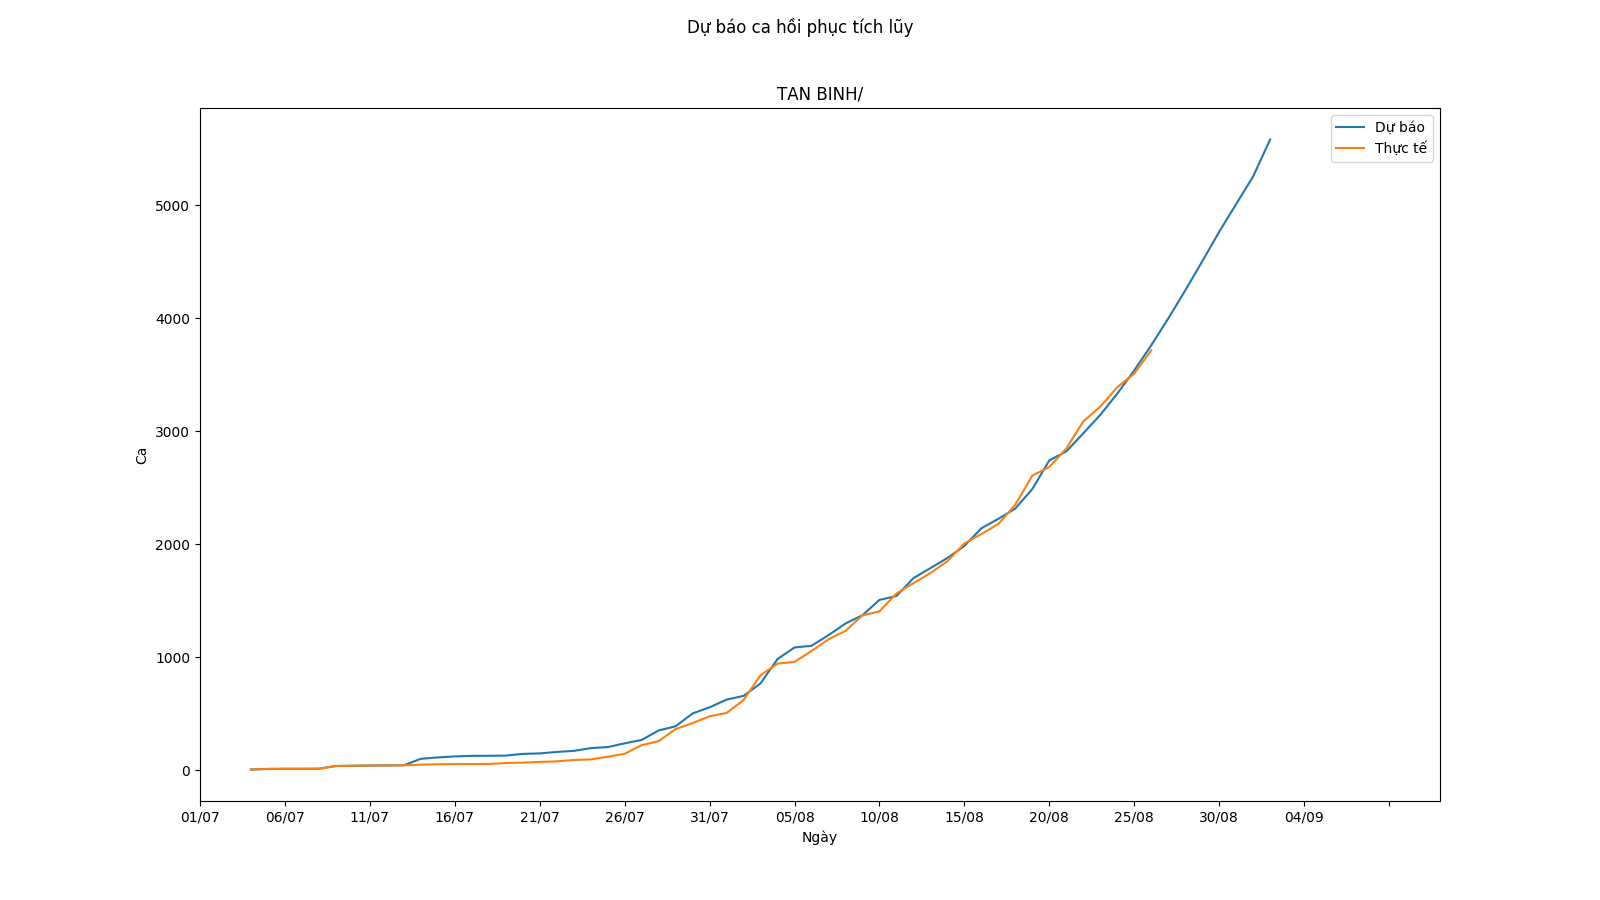 Dự báo ca hồi phục tích lũy
TAN BINH/
Dự báo
Thực tế
5000
4000
3000
2000
1000
0
Ca
01/07 06/07 11/07 16/07 21/07 26/07 31/07 05/08 10/08 15/08 20/08 25/08 30/08 04/09
Ngày